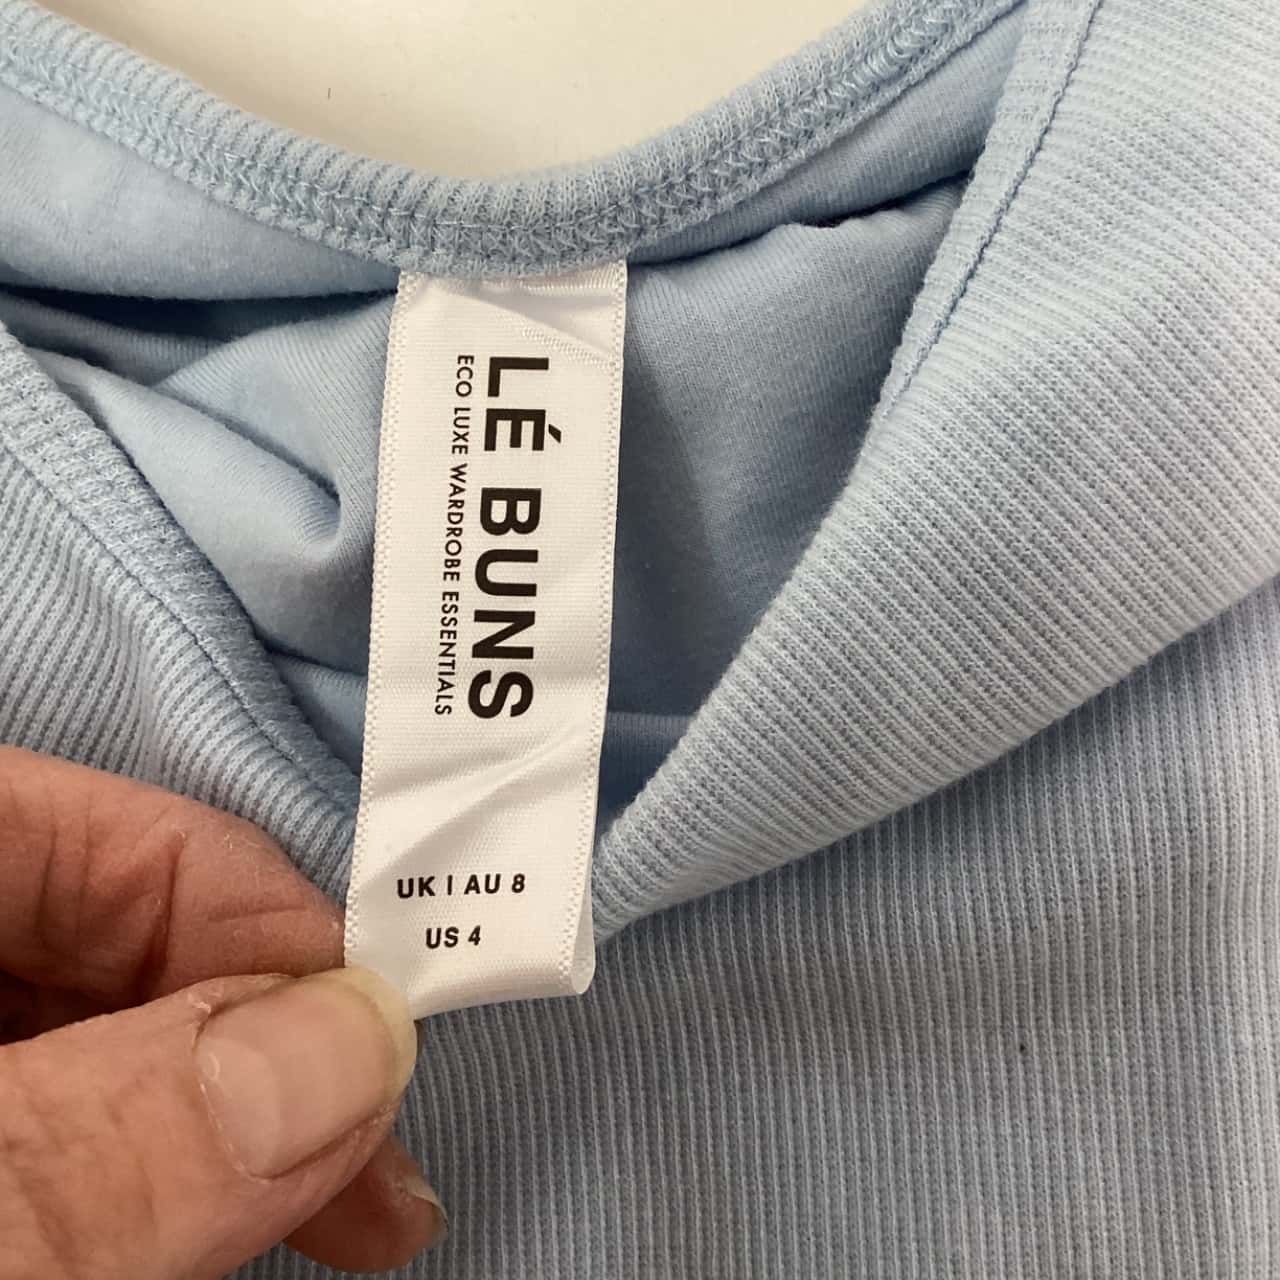 LÉ BUNS
ECO LUXE WARDROBE ESSENTIALS
UK | AU 8
US 4